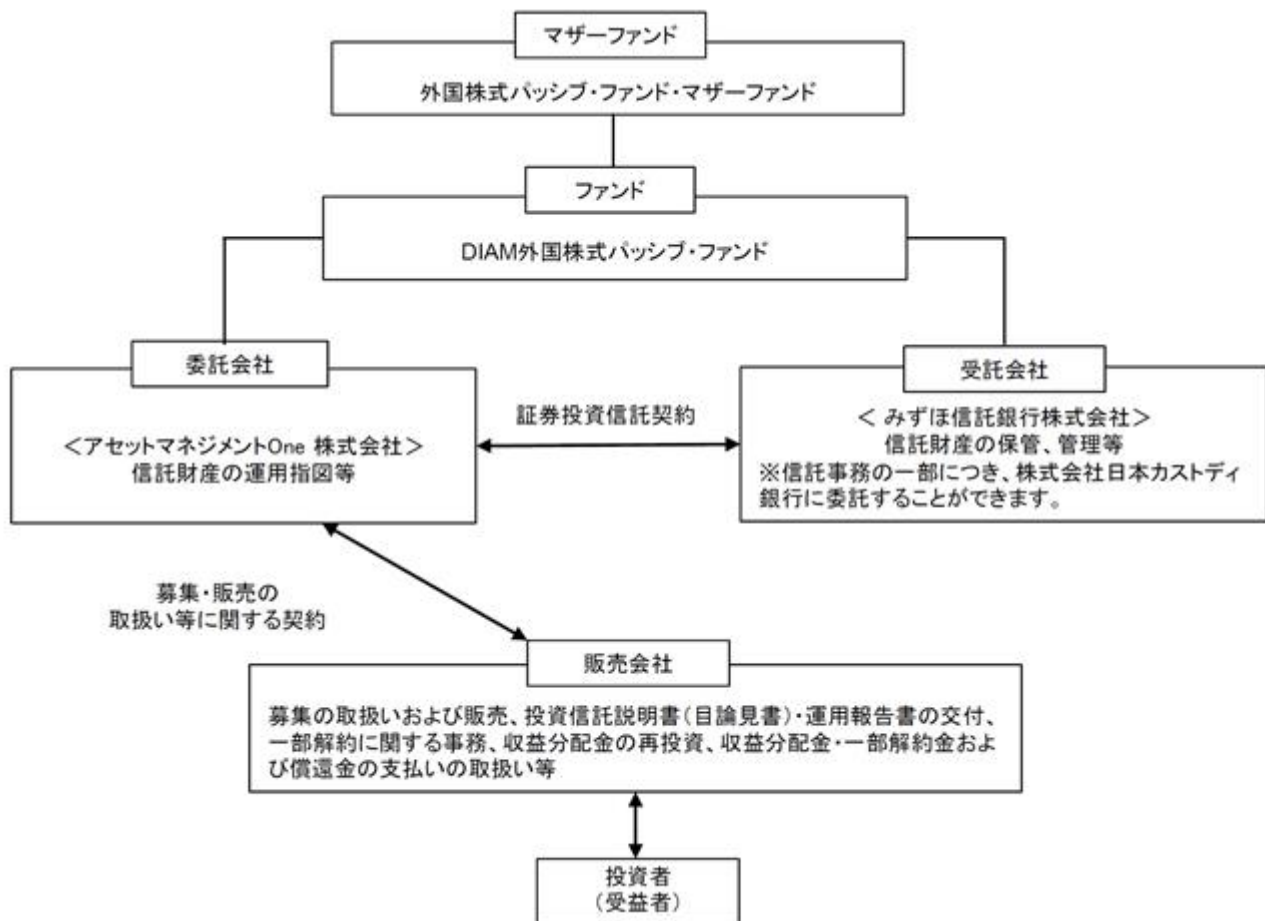 マザーファンド
外国株式パッシブ・ファンド・マザーファンド
ファンド
DIAM外国株式パッシブ・ファンド
委託会社
＜アセットマネジメントOne 株式会社＞
信託財産の運用指図等
証券投資信託契約
受託会社
＜ みずほ信託銀行株式会社＞
信託財産の保管、管理等
※信託事務の一部につき、株式会社日本カストディ
銀行に委託することができます。
募集・販売の
取扱い等に関する契約
販売会社
募集の取扱いおよび販売、投資信託説明書（目論見書）・運用報告書の交付、
一部解約に関する事務、収益分配金の再投資、収益分配金・一部解約金およ
び償還金の支払いの取扱い等
投資者
（受益者）